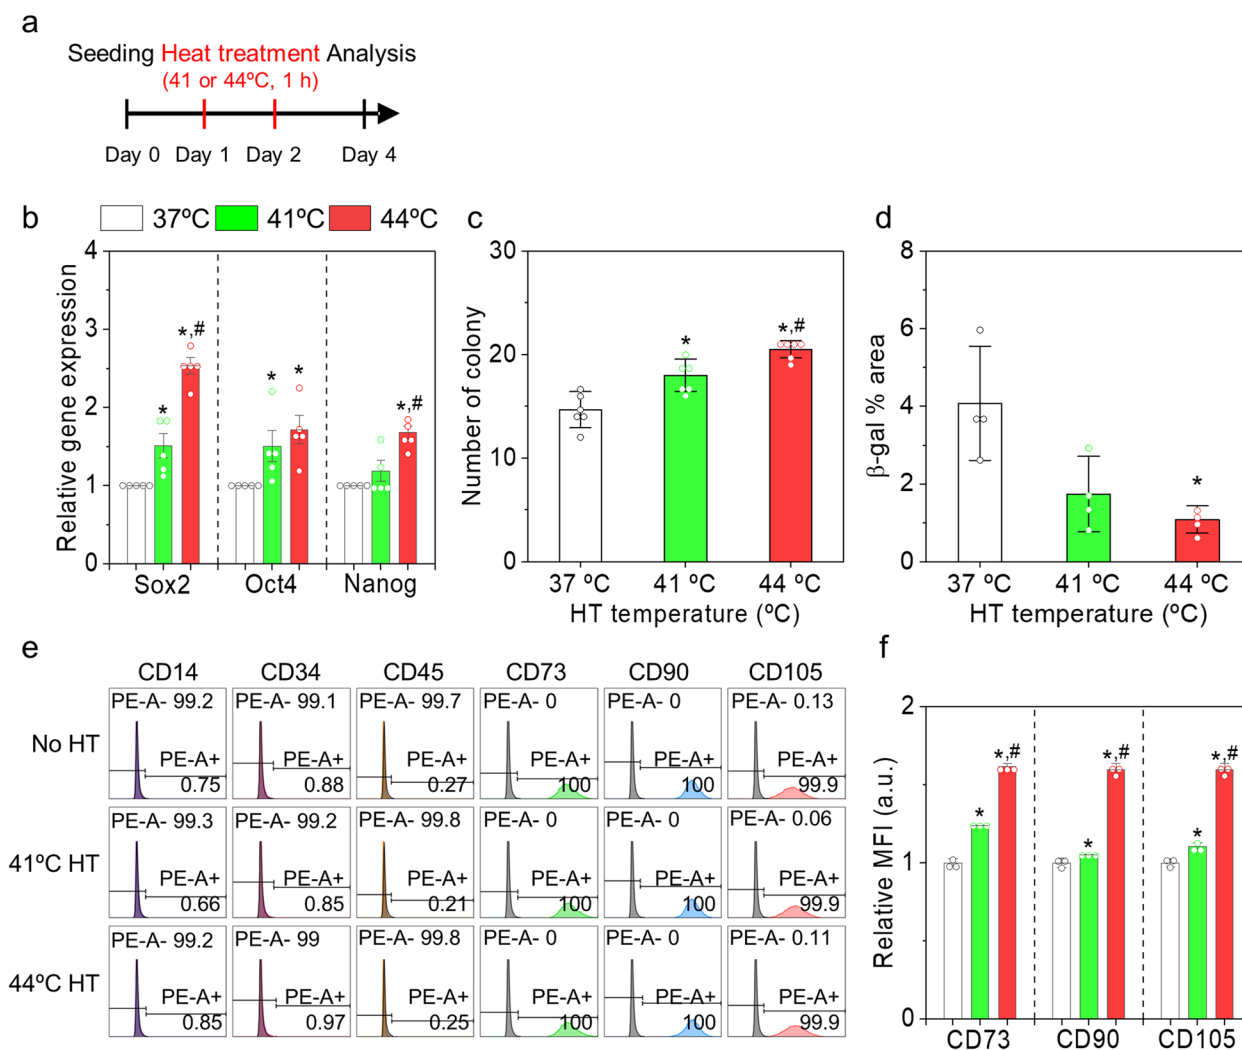 a
Seeding Heat treatment Analysis
(41 or 44ºC, 1 h)
Day 0 Day 1 Day 2 Day 4
b
37ºC 41ºC 44ºC
Relative gene expression
4
3
2
1
0
*
*,#
*
*
*,#
Sox2 Oct4 Nanog
c
Number of colony
30
20
10
0
*
*,#
37 ºC 41 ºC 44 ºC
HT temperature (ºC)
d
β-gal % area
8
6
4
2
0
*
37 ºC 41 ºC 44 ºC
HT temperature (ºC)
e
CD14 CD34 CD45 CD73 CD90 CD105
No HT
PE-A- 99.2 PE-A- 99.1 PE-A- 99.7 PE-A- 0 PE-A- 0 PE-A- 0.13
PE-A+ PE-A+ PE-A+ PE-A+ PE-A+ PE-A+
0.75 0.88 0.27 100 100 99.9
41ºC HT
PE-A- 99.3 PE-A- 99.2 PE-A- 99.8 PE-A- 0 PE-A- 0 PE-A- 0.06
PE-A+ PE-A+ PE-A+ PE-A+ PE-A+ PE-A+
0.66 0.85 0.21 100 100 99.9
44ºC HT
PE-A- 99.2 PE-A- 99 PE-A- 99.8 PE-A- 0 PE-A- 0 PE-A- 0.11
PE-A+ PE-A+ PE-A+ PE-A+ PE-A+ PE-A+
0.85 0.97 0.25 100 100 99.9
f
Relative MFI (a.u.)
2
1
0
*
*,#
*
*,#
*
*,#
CD73 CD90 CD105